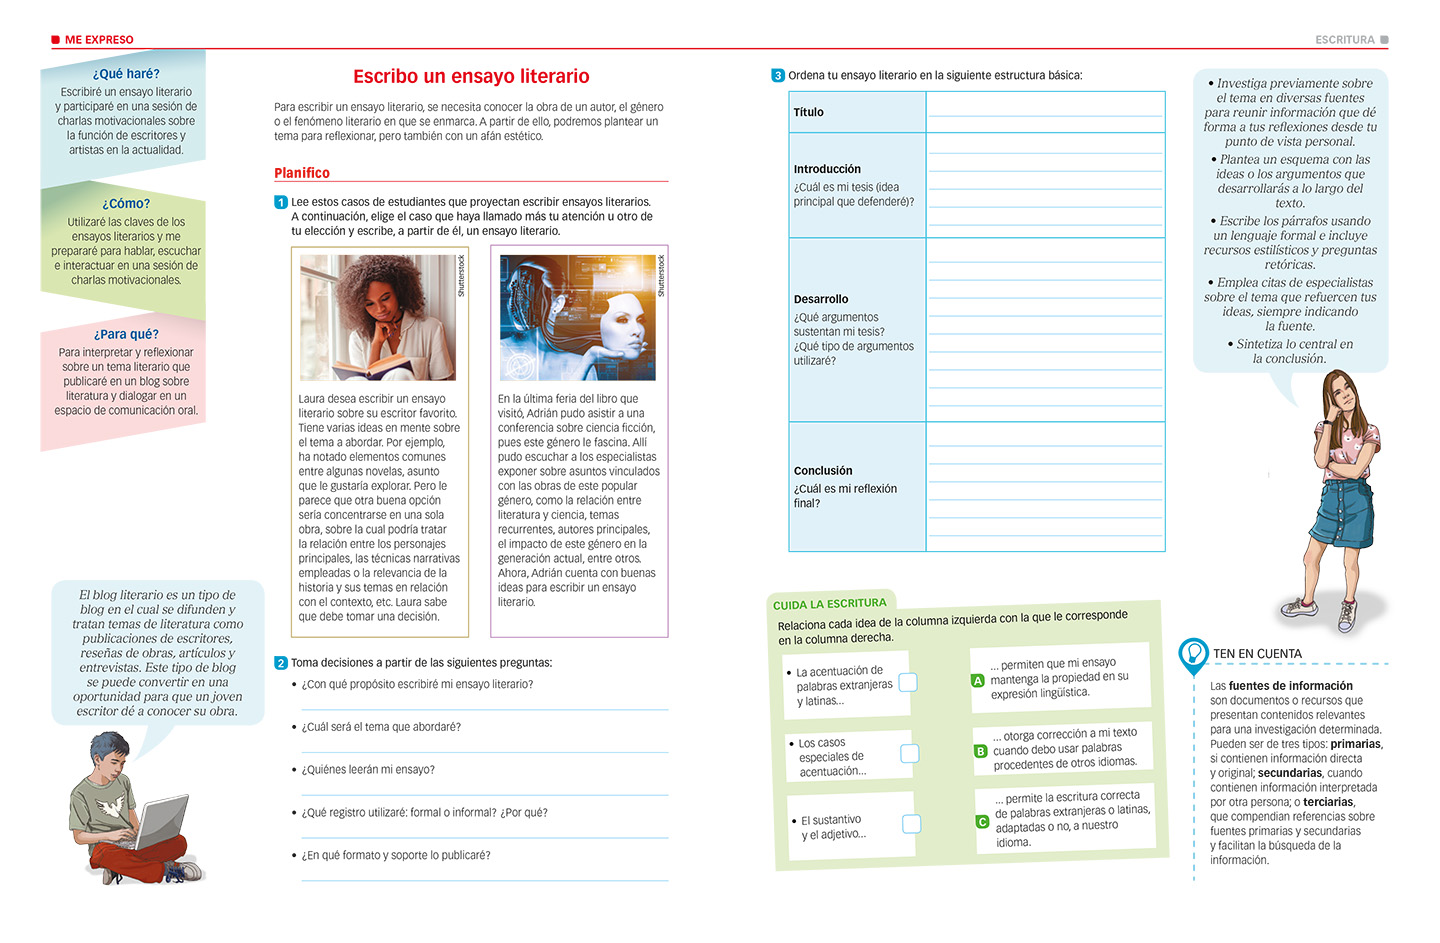 ME EXPRESO
ESCRITURA
¿Qué haré?
Escribiré un ensayo literario
y participaré en una sesión de
charlas motivacionales sobre
la función de escritores y
artistas en la actualidad.
¿Cómo?
Utilizaré las claves de los
ensayos literarios y me
prepararé para hablar, escuchar
e interactuar en una sesión de
charlas motivacionales.
¿Para qué?
Para interpretar y reflexionar
sobre un tema literario que
publicaré en un blog sobre
literatura y dialogar en un
espacio de comunicación oral.
El blog literario es un tipo de
blog en el cual se difunden y
tratan temas de literatura como
publicaciones de escritores,
reseñas de obras, artículos y
entrevistas. Este tipo de blog
se puede convertir en una
oportunidad para que un joven
escritor dé a conocer su obra.
Escribo un ensayo literario
Para escribir un ensayo literario, se necesita conocer la obra de un autor, el género
o el fenómeno literario en que se enmarca. A partir de ello, podremos plantear un
tema para reflexionar, pero también con un afán estético.
Planifico
1 Lee estos casos de estudiantes que proyectan escribir ensayos literarios.
A continuación, elige el caso que haya llamado más tu atención u otro de
tu elección y escribe, a partir de él, un ensayo literario.
Shutterstock
Laura desea escribir un ensayo
literario sobre su escritor favorito.
Tiene varias ideas en mente sobre
el tema a abordar. Por ejemplo,
ha notado elementos comunes
entre algunas novelas, asunto
que le gustaría explorar. Pero le
parece que otra buena opción
sería concentrarse en una sola
obra, sobre la cual podría tratar
la relación entre los personajes
principales, las técnicas narrativas
empleadas o la relevancia de la
historia y sus temas en relación
con el contexto, etc. Laura sabe
que debe tomar una decisión.
Shutterstock
En la última feria del libro que
visitó, Adrián pudo asistir a una
conferencia sobre ciencia ficción,
pues este género le fascina. Allí
pudo escuchar a los especialistas
exponer sobre asuntos vinculados
con las obras de este popular
género, como la relación entre
literatura y ciencia, temas
recurrentes, autores principales,
el impacto de este género en la
generación actual, entre otros.
Ahora, Adrián cuenta con buenas
ideas para escribir un ensayo
literario.
2 Toma decisiones a partir de las siguientes preguntas:
• ¿Con qué propósito escribiré mi ensayo literario?
• ¿Cuál será el tema que abordaré?
• ¿Quiénes leerán mi ensayo?
• ¿Qué registro utilizaré: formal o informal? ¿Por qué?
• ¿En qué formato y soporte lo publicaré?
3 Ordena tu ensayo literario en la siguiente estructura básica:
Título
Introducción
¿Cuál es mi tesis (idea
principal que defenderé)?
Desarrollo
¿Qué argumentos
sustentan mi tesis?
¿Qué tipo de argumentos
utilizaré?
Conclusión
¿Cuál es mi reflexión
final?
CUIDA LA ESCRITURA
Relaciona cada idea de la columna izquierda con la que le corresponde
en la columna derecha.
• La acentuación de
palabras extranjeras
y latinas...
• Los casos
especiales de
acentuación...
• El sustantivo
y el adjetivo...
A
... permiten que mi ensayo
mantenga la propiedad en su
expresión lingüística.
B
... otorga corrección a mi texto
cuando debo usar palabras
procedentes de otros idiomas.
C
... permite la escritura correcta
de palabras extranjeras o latinas,
adaptadas o no, a nuestro
idioma.
• Investiga previamente sobre
el tema en diversas fuentes
para reunir información que dé
forma a tus reflexiones desde tu
punto de vista personal.
• Plantea un esquema con las
ideas o los argumentos que
desarrollarás a lo largo del
texto.
• Escribe los párrafos usando
un lenguaje formal e incluye
recursos estilísticos y preguntas
retóricas.
• Emplea citas de especialistas
sobre el tema que refuercen tus
ideas, siempre indicando
la fuente.
• Sintetiza lo central en
la conclusión.
TEN EN CUENTA
Las fuentes de información
son documentos o recursos que
presentan contenidos relevantes
para una investigación determinada.
Pueden ser de tres tipos: primarias,
si contienen información directa
y original; secundarias, cuando
contienen información interpretada
por otra persona; o terciarias,
que compendian referencias sobre
fuentes primarias y secundarias
y facilitan la búsqueda de la
información.